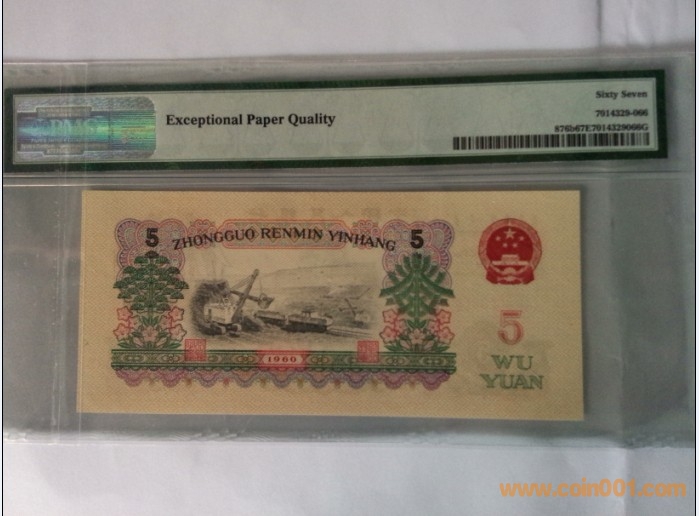 Sixty Seven
Exceptional Paper Quality
7014329-066
876b67E7014329066G
PMG
5 ZHONGGUO RENMIN YINHANG 5
5
1960
WU
YUAN
www.coin001.com